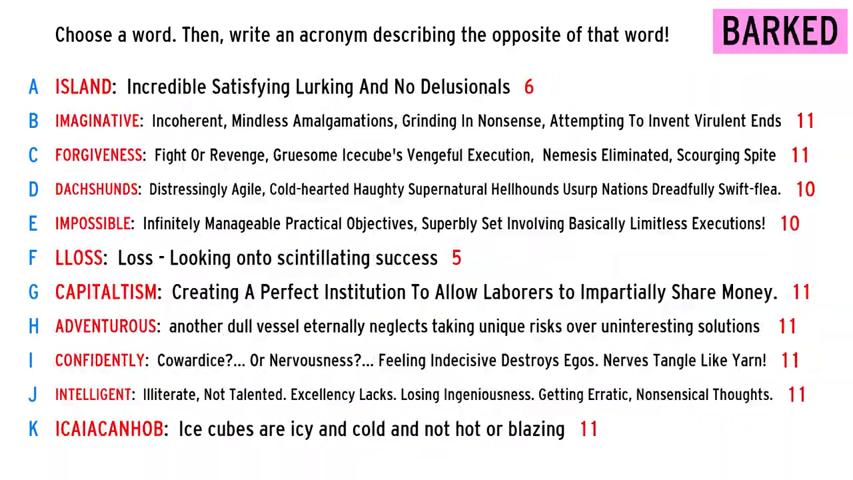 Choose a word. Then, write an acronym describing the opposite of that word!
BARKED
A ISLAND: Incredible Satisfying Lurking And No Delusionals 6
B IMAGINATIVE: Incoherent, Mindless Amalgamations, Grinding In Nonsense, Attempting To Invent Virulent Ends 11
C FORGIVENESS: Fight Or Revenge, Gruesome Icecube's Vengeful Execution, Nemesis Eliminated, Scourging Spite 11
D DACHSHUNDS: Distressingly Agile, Cold-hearted Haughty Supernatural Hellhounds Usurp Nations Dreadfully Swift-flea. 10
E IMPOSSIBLE: Infinitely Manageable Practical Objectives, Superbly Set Involving Basically Limitless Executions! 10
F LLOSS: Loss - Looking onto scintillating success 5
G CAPITALTISM: Creating A Perfect Institution To Allow Laborers to Impartially Share Money. 11
H ADVENTUROUS: another dull vessel eternally neglects taking unique risks over uninteresting solutions 11
I CONFIDENTLY: Cowardice?... Or Nervousness?... Feeling Indecisive Destroys Egos. Nerves Tangle Like Yarn! 11
J INTELLIGENT: Illiterate, Not Talented. Excellency Lacks. Losing Ingeniousness. Getting Erratic, Nonsensical Thoughts. 11
K ICAIACANHOB: Ice cubes are icy and cold and not hot or blazing 11